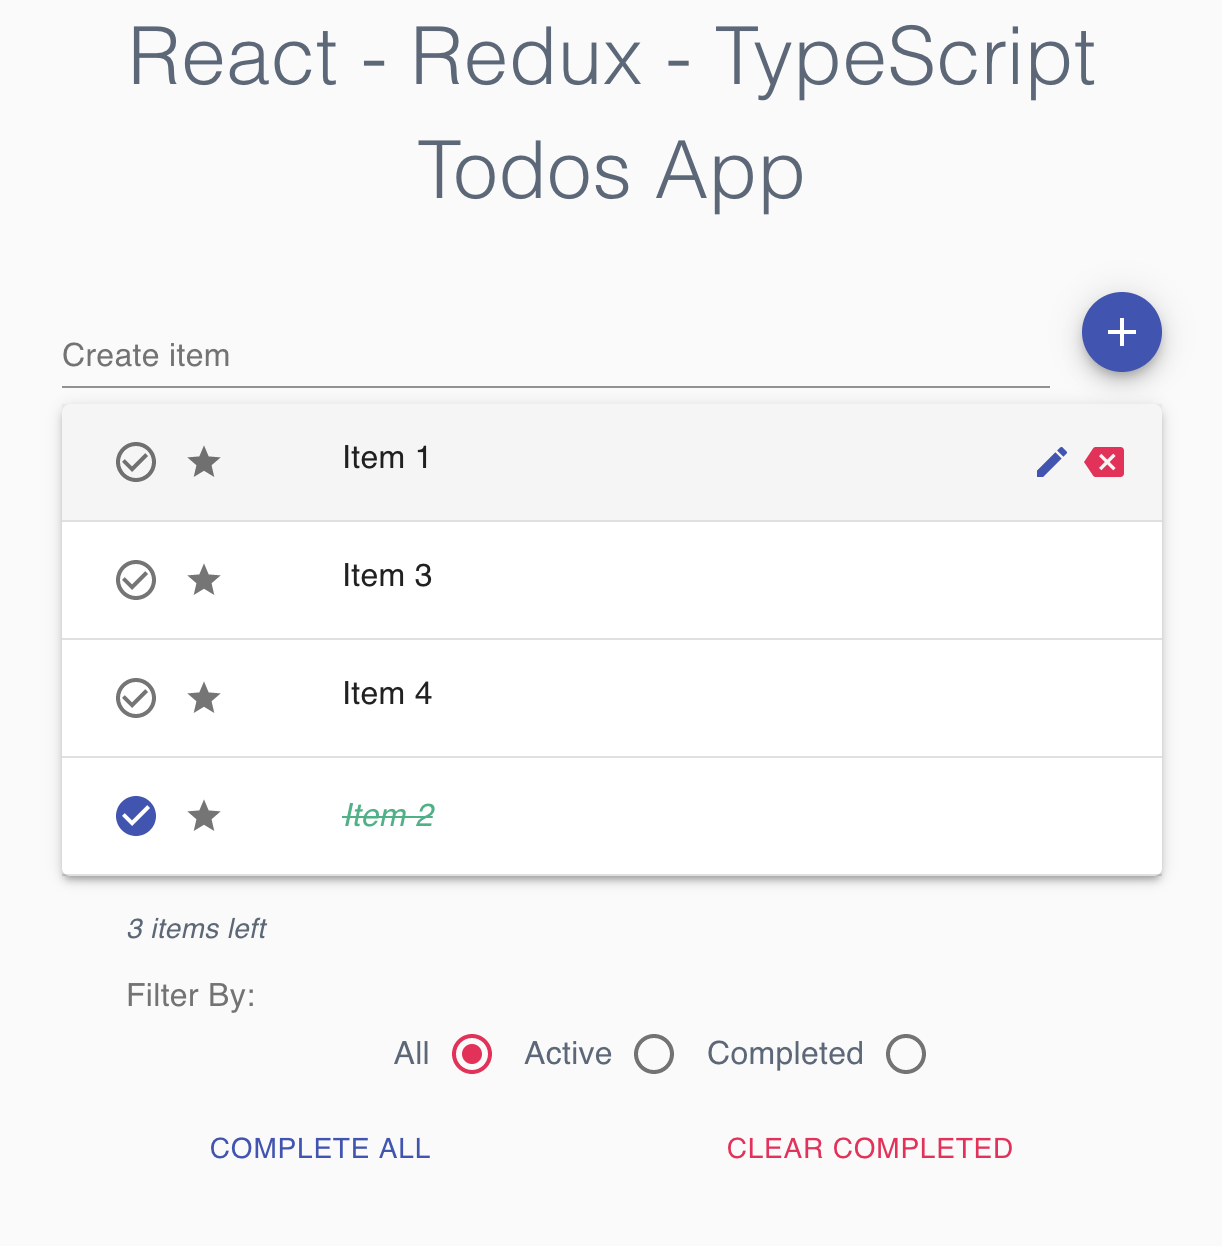 React - Redux - TypeScript
Todos App
Create item
Item 1
Item 3
Item 4
Item 2
3 items left
Filter By:
All Active Completed
COMPLETE ALL CLEAR COMPLETED